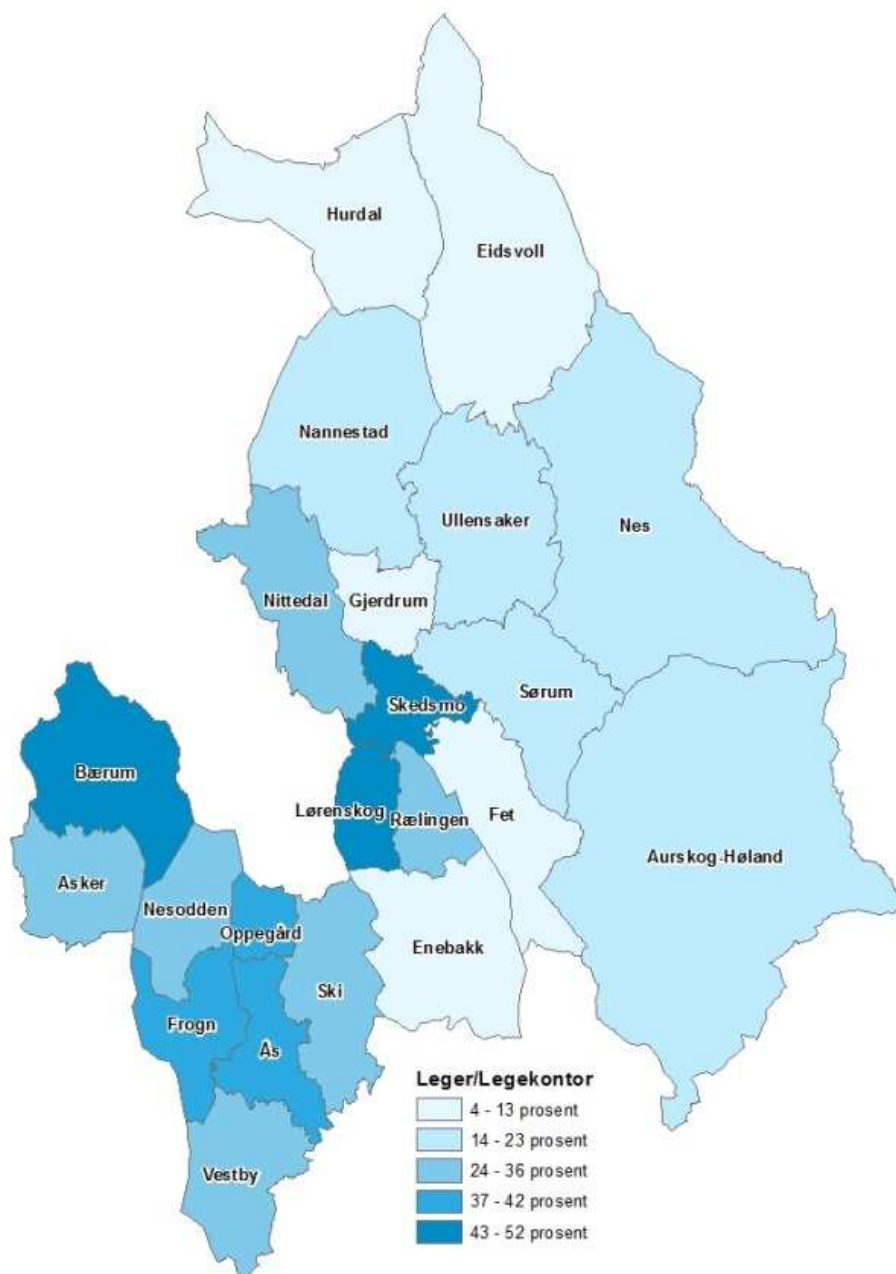 Hurdal
Eidsvoll
Nannestad
Ullensaker
Nes
Nittedal
Gjerdrum
Skedsmo
Sørum
Bærum
Lørenskog
Rælingen
Fet
Aurskog-Høland
Asker
Nesodden
Oppegård
Enebakk
Ski
Frogn
Ås
Vestby
Leger/Legekontor
4 - 13 prosent
14 - 23 prosent
24 - 36 prosent
37 - 42 prosent
43 - 52 prosent